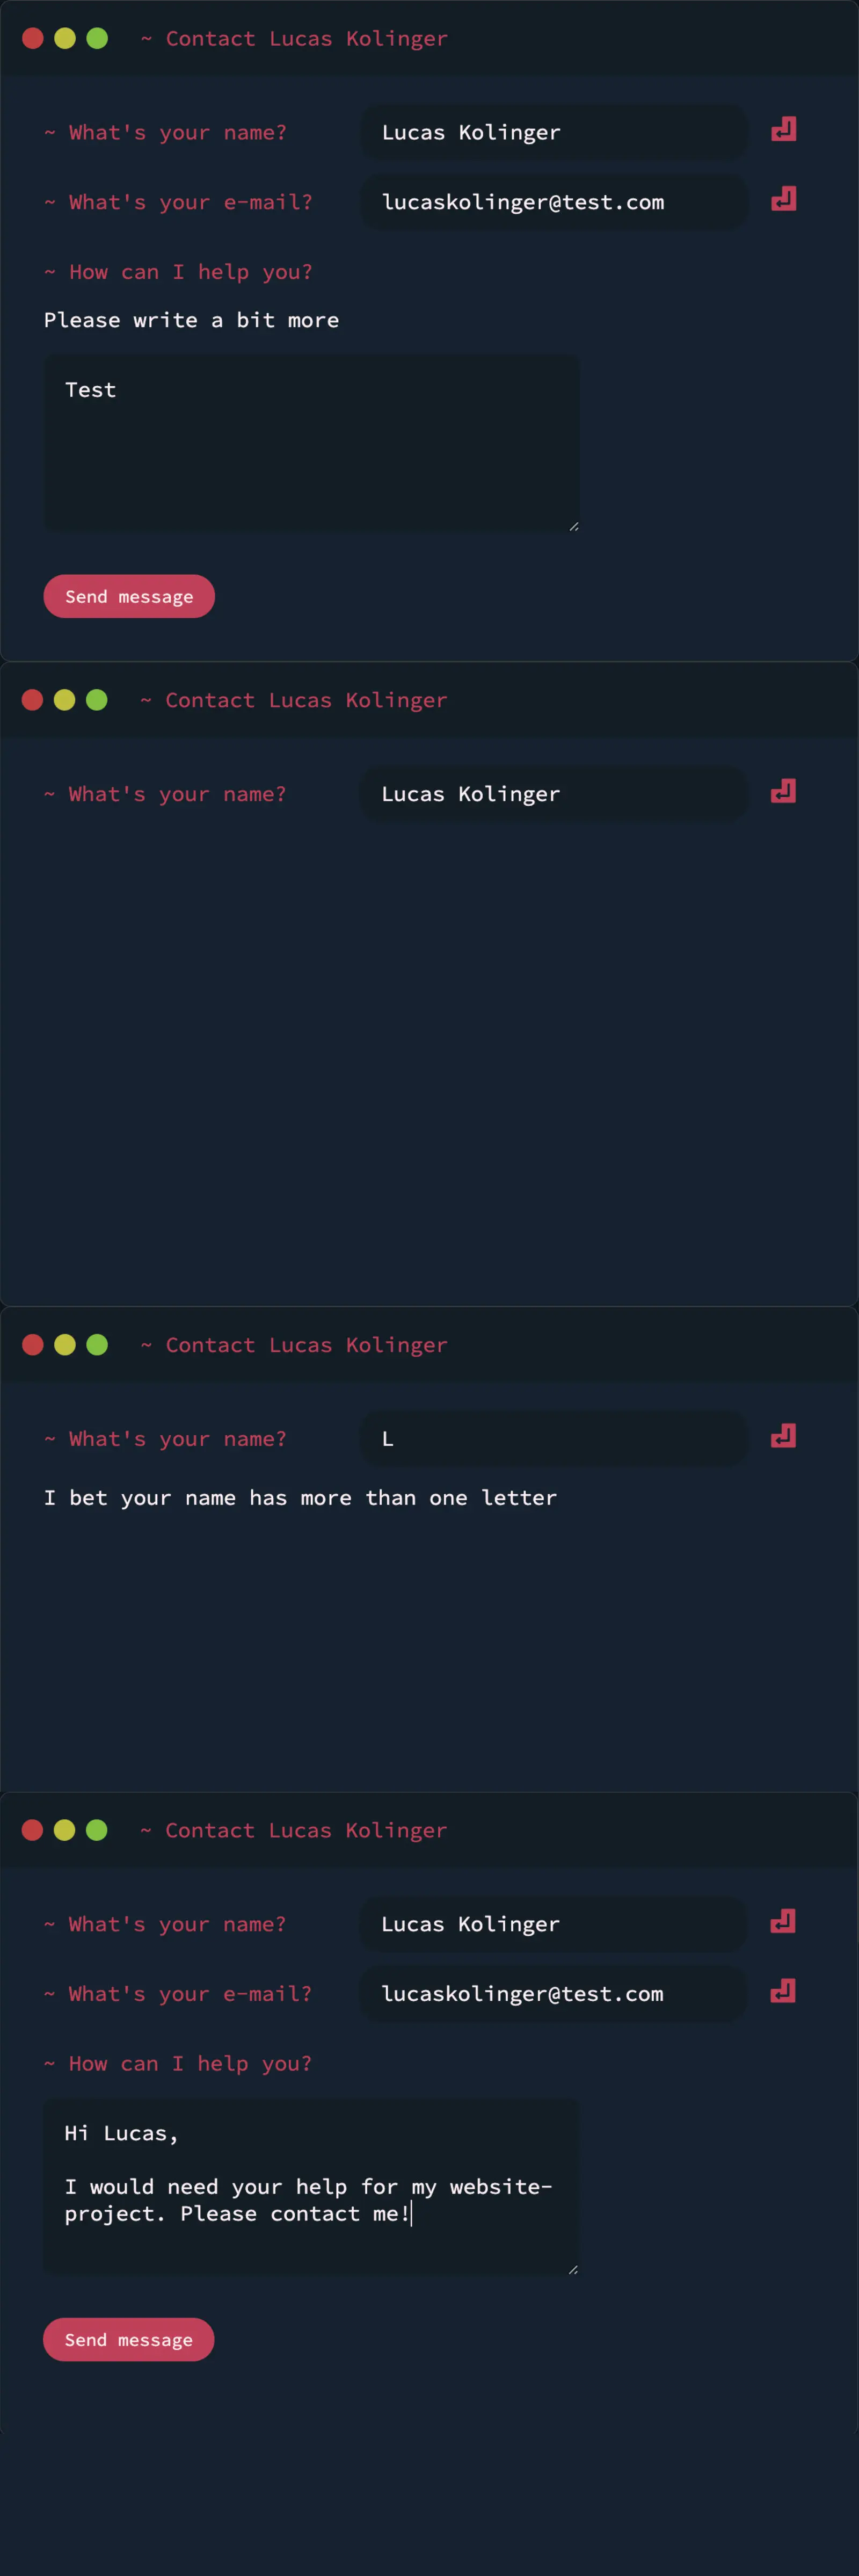 ~ Contact Lucas Kolinger
~ What's your name? Lucas Kolinger
~ What's your e-mail? lucaskolinger@test.com
~ How can I help you?
Please write a bit more
Test
Send message
~ Contact Lucas Kolinger
~ What's your name? Lucas Kolinger
~ Contact Lucas Kolinger
~ What's your name? L
I bet your name has more than one letter
~ Contact Lucas Kolinger
~ What's your name? Lucas Kolinger
~ What's your e-mail? lucaskolinger@test.com
~ How can I help you?
Hi Lucas,
I would need your help for my website-
project. Please contact me!
Send message